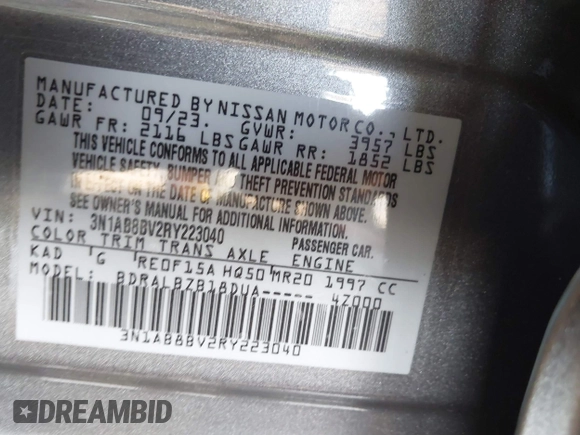 MANUFACTURED BY NISSAN MOTOR CO., LTD.
DATE: 09/23. GVWR: 3957 LBS
GAWR FR: 2116 LBS GAWR RR: 1852 LBS
THIS VEHICLE CONFORMS TO ALL APPLICABLE FEDERAL MOTOR
VEHICLE SAFETY, BUMPER THEFT PREVENTION STANDARDS
IN EFFECT ON THE DATE OF MANUFACTURE SHOWN ABOVE.
SEE OWNER'S MANUAL FOR ADDITIONAL INFORMATION.
VIN: 3N1AB8BV2RY223040 PASSENGER CAR.
COLOR TRIM TRANS AXLE ENGINE
KAD G RE0F15A HQ50 MR20 1997 CC
MODEL: BDRALBZB18DUA----- 4Z000
3N1AB8BV2RY223040
DREAMBID